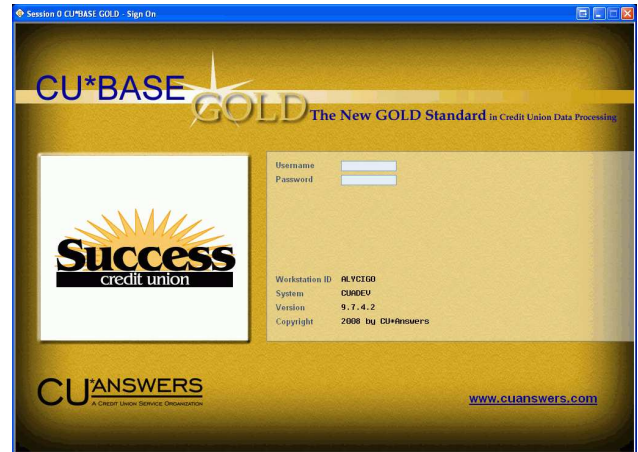 Session 0 CU*BASE GOLD - Sign On
CU*BASE
GOLD
The New GOLD Standard in Credit Union Data Processing
Username
Password
Success
credit union
Workstation ID ALYCIGO
System CUADEV
Version 9.7.4.2
Copyright 2008 by CU*Answers
CU*ANSWERS
A CREDIT UNION SERVICE ORGANIZATION
www.cuanswers.com